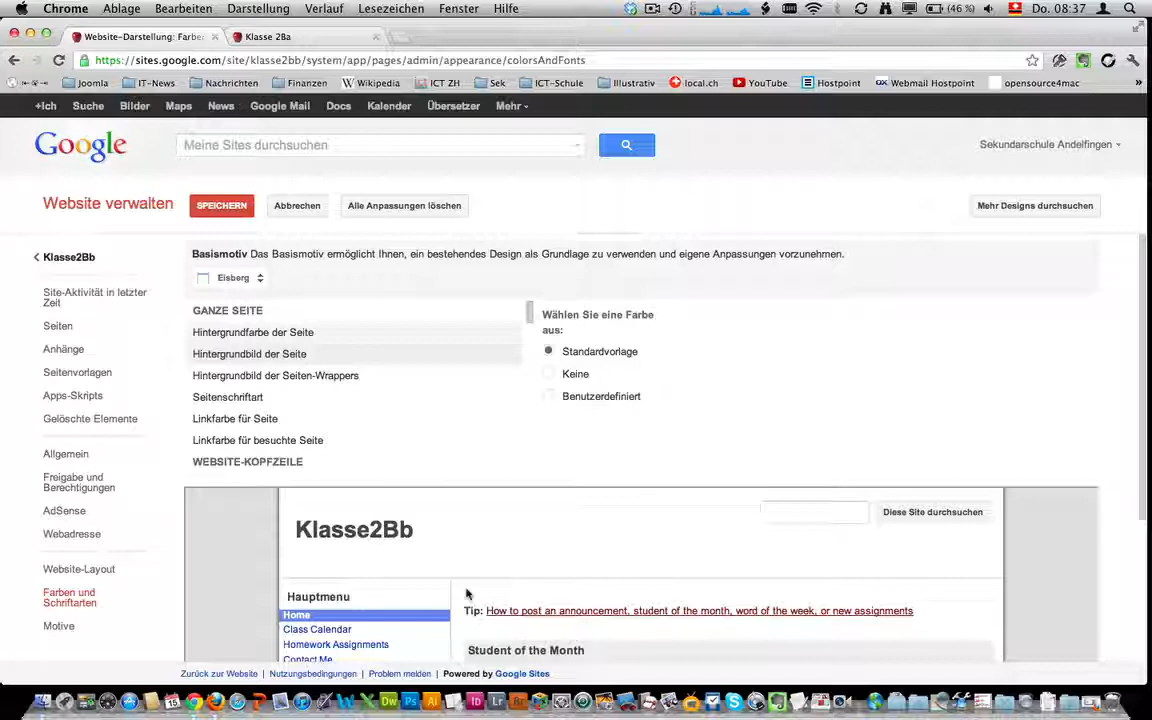 Chrome Ablage Bearbeiten Darstellung Verlauf Lesezeichen Fenster Hilfe (46 %) Do. 08:37
Website-Darstellung: Farbe Klasse 2Ba
https://sites.google.com/site/klasse2bb/system/app/pages/admin/appearance/colorsAndFonts
Joomla IT-News Nachrichten Finanzen Wikipedia ICT ZH Sek ICT-Schule Illustrativ local.ch YouTube Hostpoint Webmail Hostpoint opensource4mac »
+Ich Suche Bilder Maps News Google Mail Docs Kalender Übersetzer Mehr
Google Meine Sites durchsuchen Sekundarschule Andelfingen
Website verwalten SPEICHERN Abbrechen Alle Anpassungen löschen Mehr Designs durchsuchen
Klasse2Bb
Site-Aktivität in letzter
Zeit
Seiten
Anhänge
Seitenvorlagen
Apps-Skripts
Gelöschte Elemente
Allgemein
Freigabe und
Berechtigungen
AdSense
Webadresse
Website-Layout
Farben und
Schriftarten
Motive
Basismotiv Das Basismotiv ermöglicht Ihnen, ein bestehendes Design als Grundlage zu verwenden und eigene Anpassungen vorzunehmen.
Eisberg
GANZE SEITE
Hintergrundfarbe der Seite
Hintergrundbild der Seite
Hintergrundbild der Seiten-Wrappers
Seitenschriftart
Linkfarbe für Seite
Linkfarbe für besuchte Seite
WEBSITE-KOPFZEILE
Wählen Sie eine Farbe
aus:
Standardvorlage
Keine
Benutzerdefiniert
Klasse2Bb
Diese Site durchsuchen
Hauptmenu
Home
Class Calendar
Homework Assignments
Contact Me
Tip: How to post an announcement, student of the month, word of the week, or new assignments
Student of the Month
Zurück zur Website | Nutzungsbedingungen | Problem melden | Powered by Google Sites